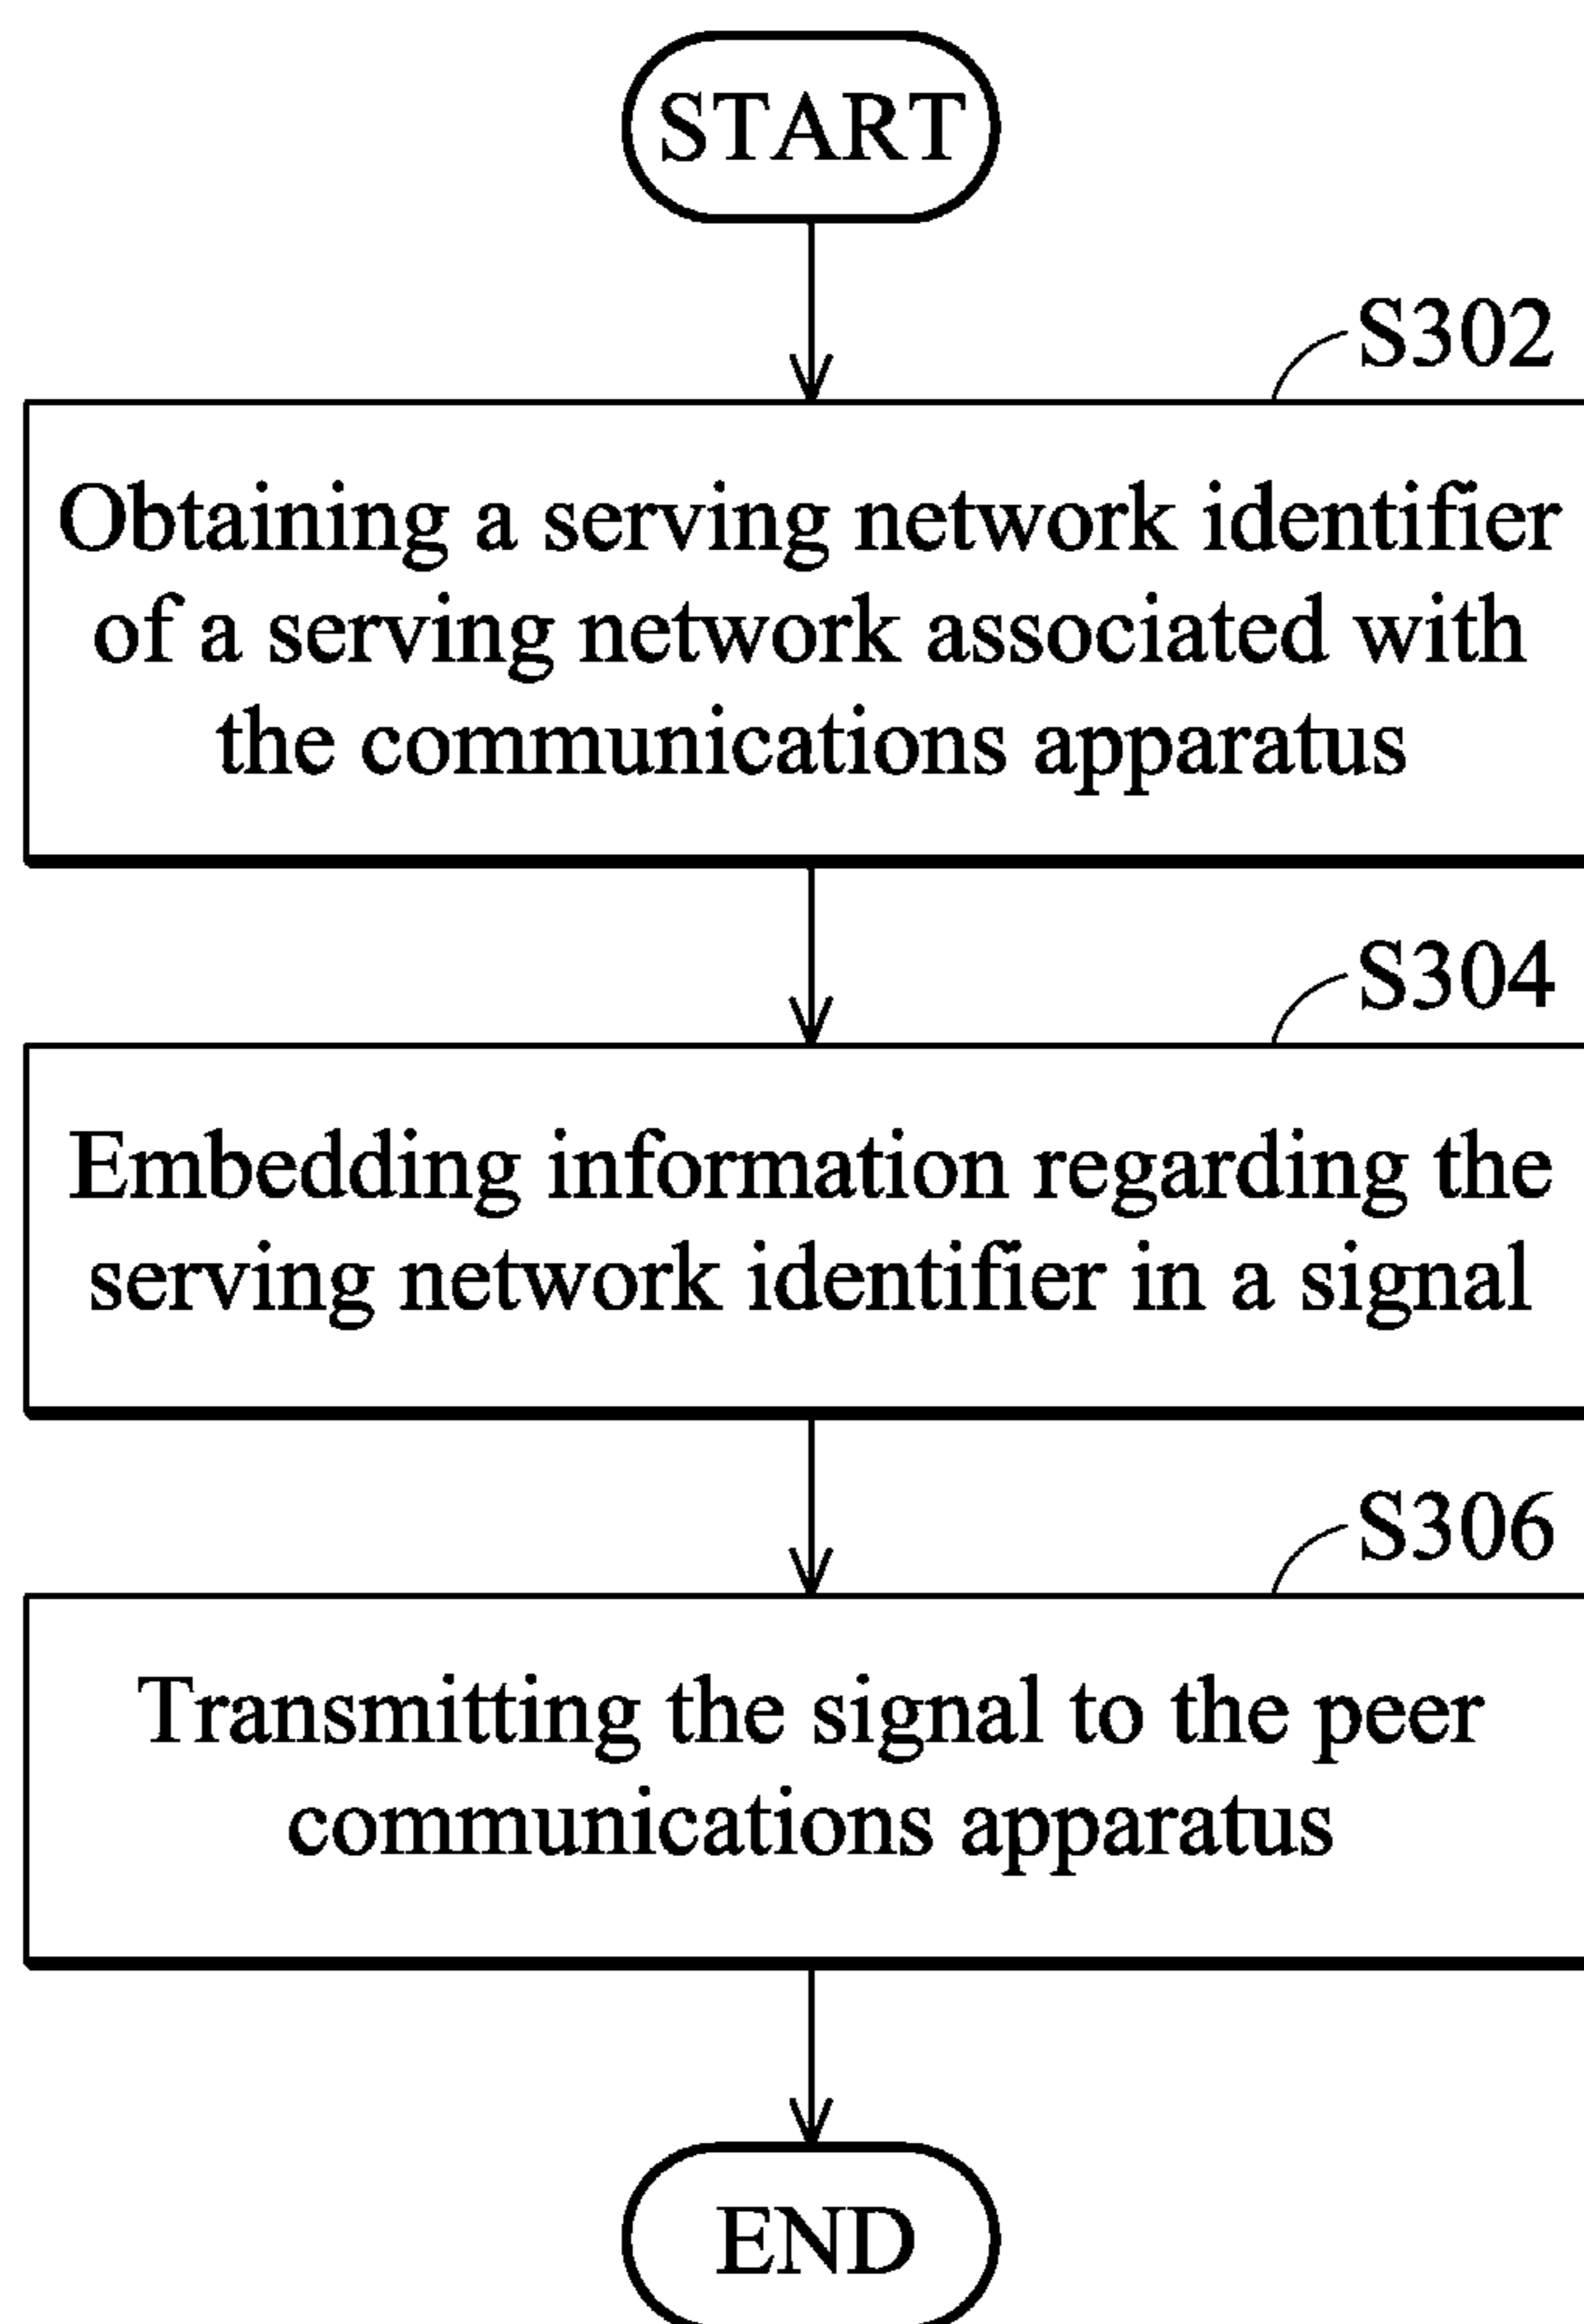 START
S302
Obtaining a serving network identifier
of a serving network associated with
the communications apparatus
S304
Embedding information regarding the
serving network identifier in a signal
S306
Transmitting the signal to the peer
communications apparatus
END